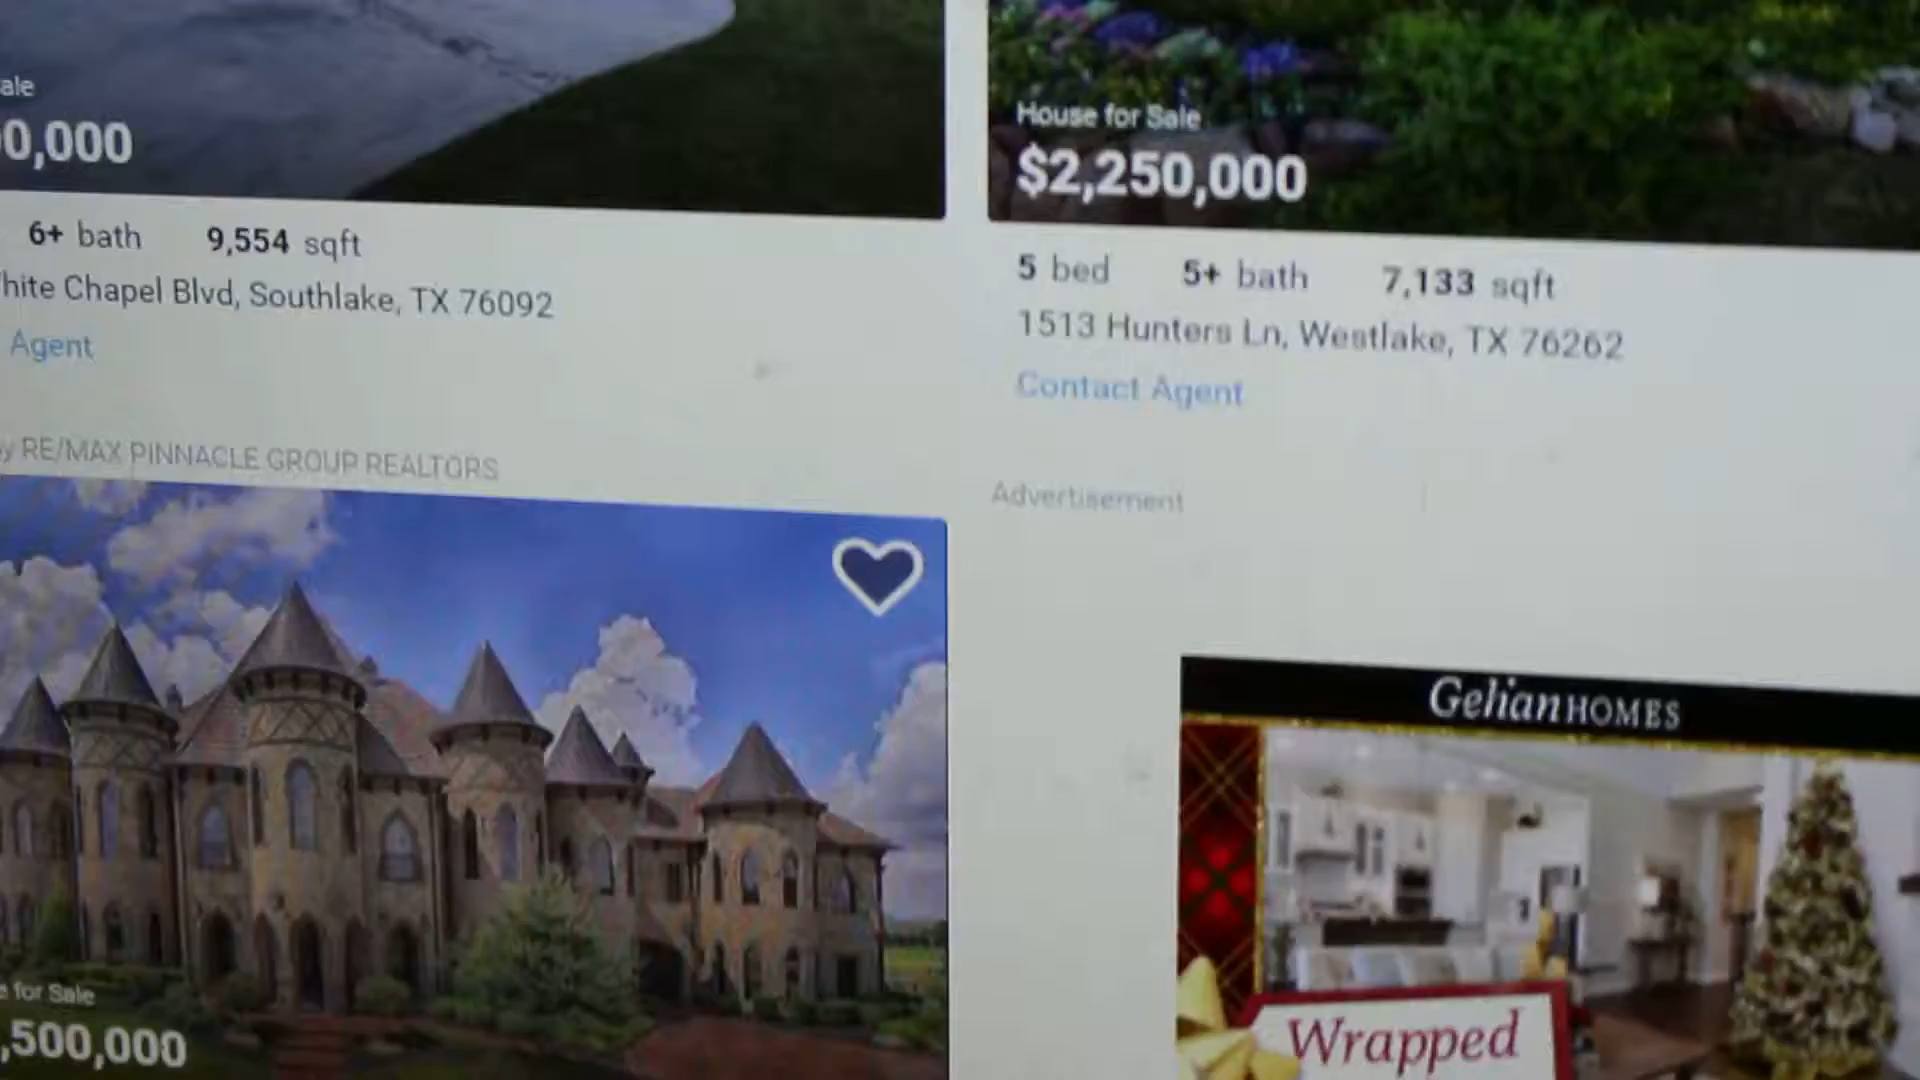 ale
0,000
6+ bath 9,554 sqft
hite Chapel Blvd, Southlake, TX 76092
Agent
y RE/MAX PINNACLE GROUP REALTORS
e for Sale
,500,000
House for Sale
$2,250,000
5 bed 5+ bath 7,133 sqft
1513 Hunters Ln, Westlake, TX 76262
Contact Agent
Advertisement
Gehan HOMES
Wrapped